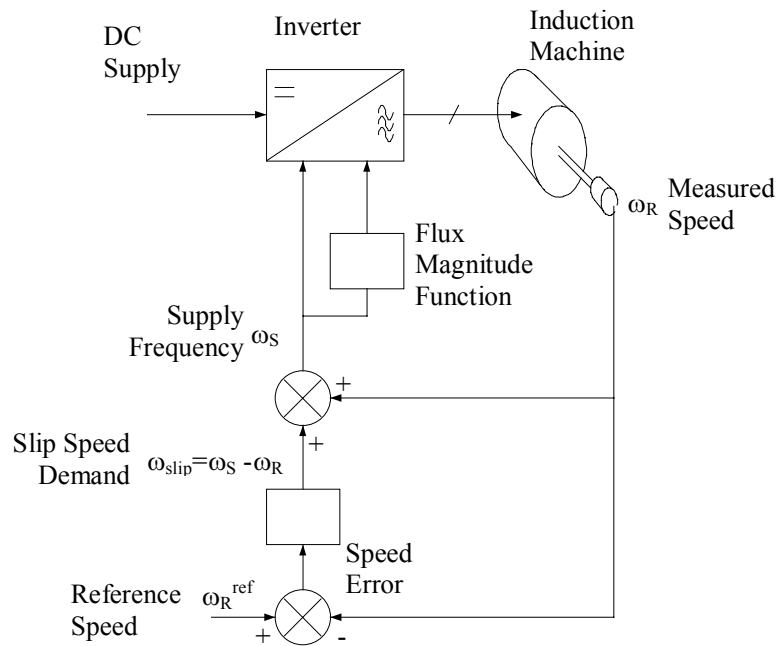 Inverter
Induction
Machine
DC
Supply
ω_R
Measured
Speed
Flux
Magnitude
Function
Supply
Frequency
ω_S
+
+
Slip Speed
Demand
ω_slip=ω_S -ω_R
Speed
Error
Reference
Speed
ω_R^ref
+
-